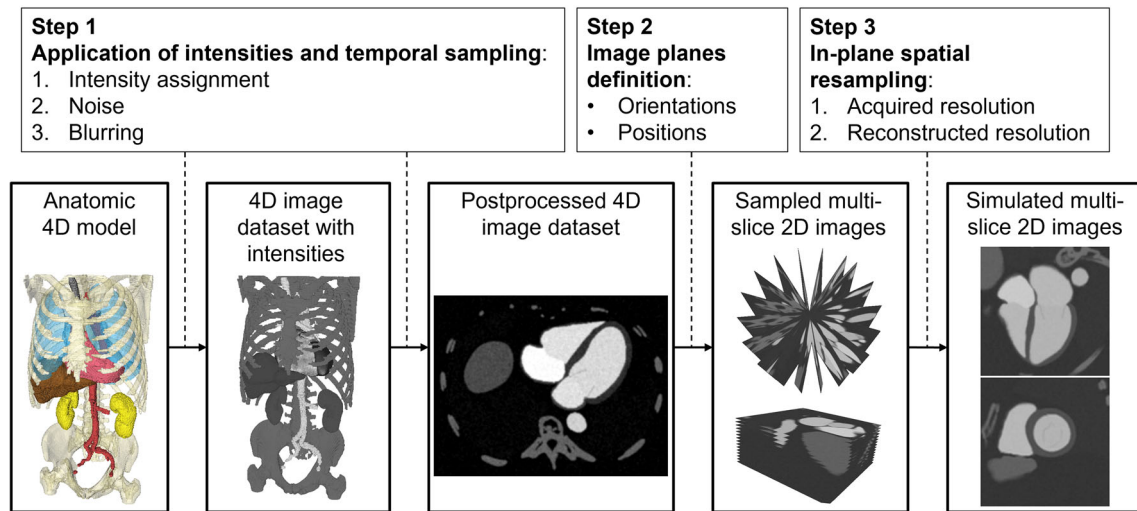 Step 1
Application of intensities and temporal sampling:
1. Intensity assignment
2. Noise
3. Blurring
Step 2
Image planes
definition:
• Orientations
• Positions
Step 3
In-plane spatial
resampling:
1. Acquired resolution
2. Reconstructed resolution
Anatomic
4D model
4D image
dataset with
intensities
Postprocessed 4D
image dataset
Sampled multi-
slice 2D images
Simulated multi-
slice 2D images